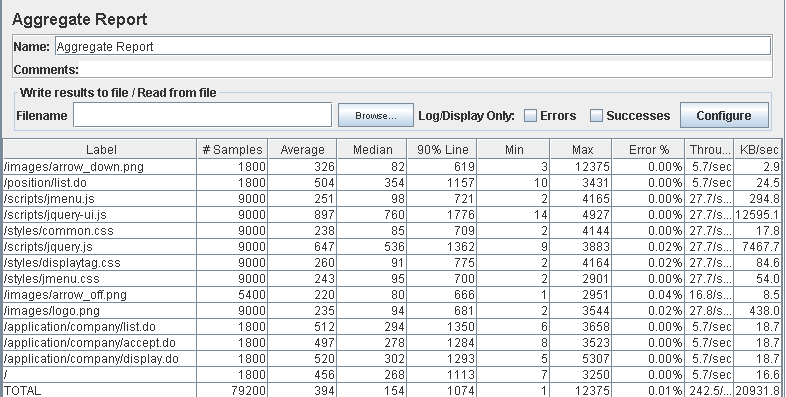 Aggregate Report
Name: Aggregate Report
Comments:
Write results to file / Read from file
Filename Browse... Log/Display Only: Errors Successes Configure
Label # Samples Average Median 90% Line Min Max Error % Throu... KB/sec
/images/arrow_down.png 1800 326 82 619 3 12375 0.00% 5.7/sec 2.9
/position/list.do 1800 504 354 1157 10 3431 0.00% 5.7/sec 24.5
/scripts/jmenu.js 9000 251 98 721 2 4165 0.00% 27.7/s... 294.8
/scripts/jquery-ui.js 9000 897 760 1776 14 4927 0.00% 27.7/s... 12595.1
/styles/common.css 9000 238 85 709 2 4144 0.00% 27.7/s... 17.8
/scripts/jquery.js 9000 647 536 1362 9 3883 0.02% 27.7/s... 7467.7
/styles/displaytag.css 9000 260 91 775 2 4164 0.02% 27.7/s... 84.6
/styles/jmenu.css 9000 243 95 700 2 2901 0.00% 27.7/s... 54.0
/images/arrow_off.png 5400 220 80 666 1 2951 0.04% 16.8/s... 8.5
/images/logo.png 9000 235 94 681 2 3544 0.02% 27.8/s... 438.0
/application/company/list.do 1800 512 294 1350 6 3658 0.00% 5.7/sec 18.7
/application/company/accept.do 1800 497 278 1284 8 3523 0.00% 5.7/sec 18.7
/application/company/display.do 1800 520 302 1293 5 5307 0.00% 5.7/sec 18.7
/ 1800 456 268 1113 7 3250 0.00% 5.7/sec 16.6
TOTAL 79200 394 154 1074 1 12375 0.01% 242.5/... 20931.8